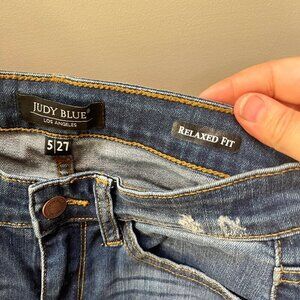 JUDY BLUE
LOS ANGELES
5|27
RELAXED FIT